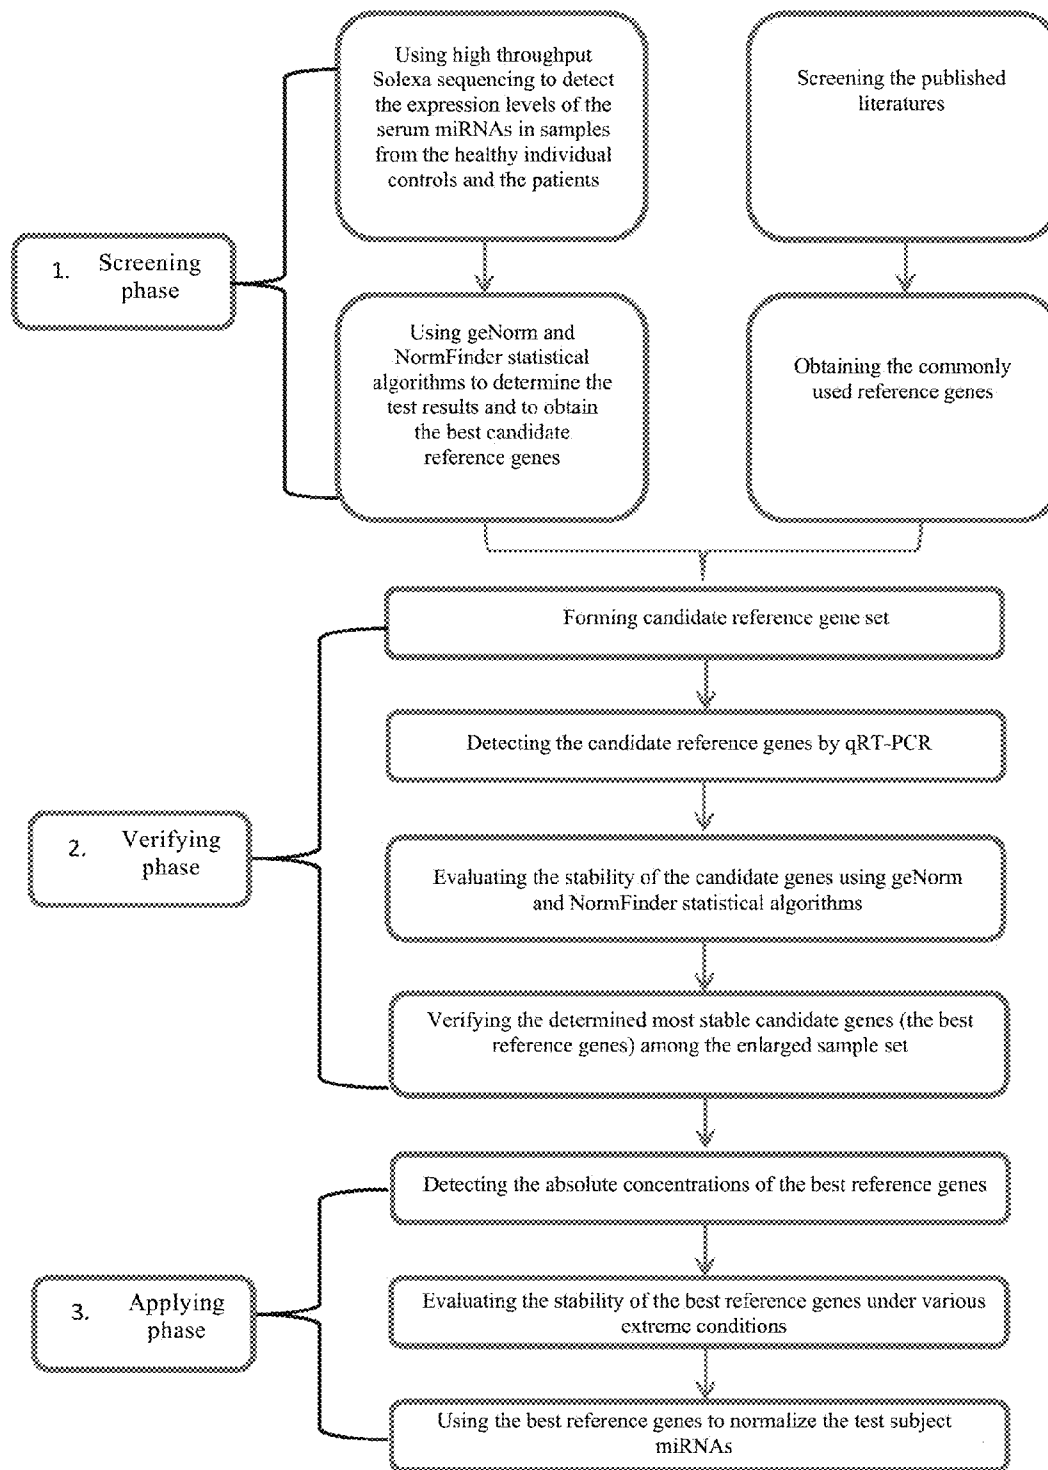 Using high throughput
Solexa sequencing to detect
the expression levels of the
serum miRNAs in samples
from the healthy individual
controls and the patients
Screening the published
literatures
1. Screening
phase
Using geNorm and
NormFinder statistical
algorithms to determine the
test results and to obtain
the best candidate
reference genes
Obtaining the commonly
used reference genes
Forming candidate reference gene set
Detecting the candidate reference genes by qRT-PCR
2. Verifying
phase
Evaluating the stability of the candidate genes using geNorm
and NormFinder statistical algorithms
Verifying the determined most stable candidate genes (the best
reference genes) among the enlarged sample set
Detecting the absolute concentrations of the best reference genes
3. Applying
phase
Evaluating the stability of the best reference genes under various
extreme conditions
Using the best reference genes to normalize the test subject
miRNAs